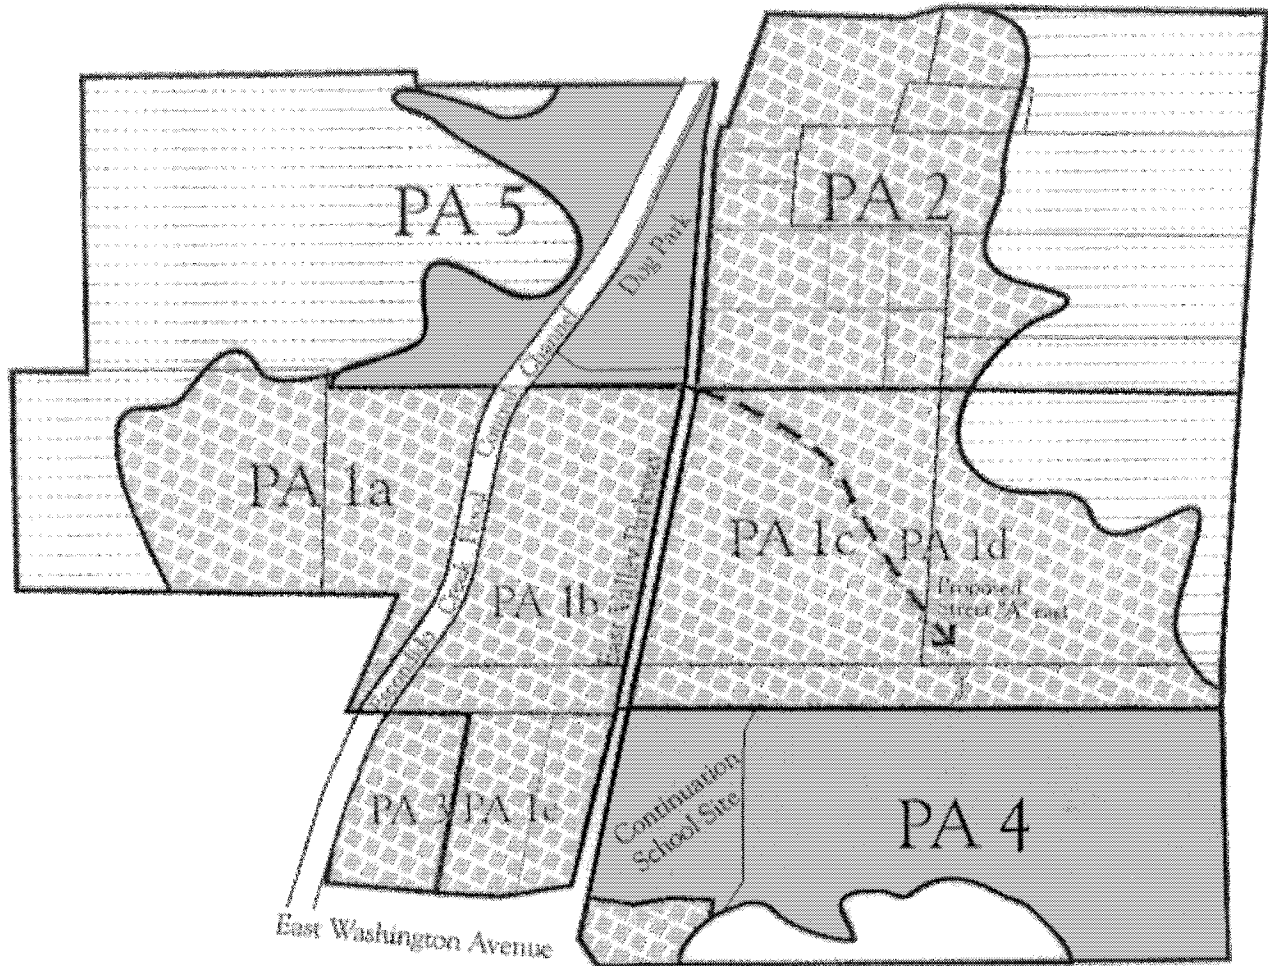 PA 5
PA 2
Dog Park
Channel
Control
Flood
Creek
Escondido
PA 1a
PA 1b
East Valley Parkway
PA 1c
PA 1d
Proposed
Street "A" east
PA 3
PA 1e
Continuation
School Site
PA 4
East Washington Avenue